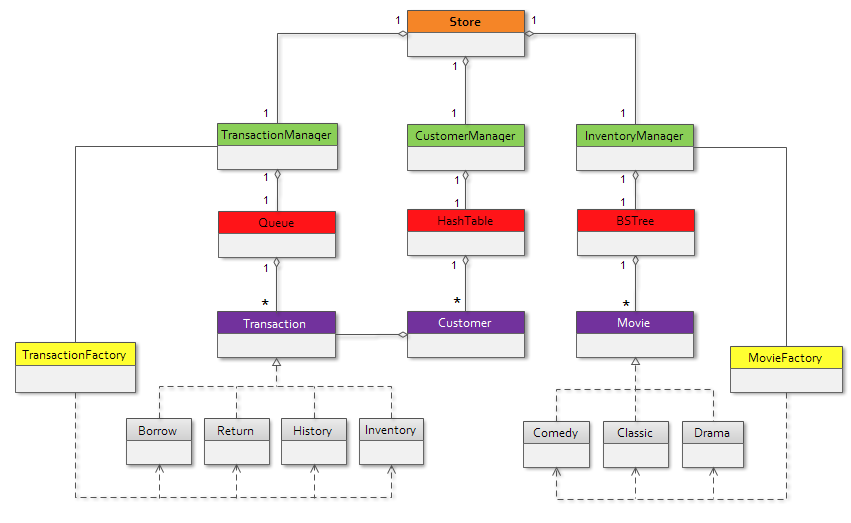 1 Store 1
1
1 1 1
TransactionManager CustomerManager InventoryManager
1 1 1
1 1 1
Queue HashTable BSTree
1 1 1
* * *
Transaction Customer Movie
TransactionFactory MovieFactory
Borrow Return History Inventory Comedy Classic Drama